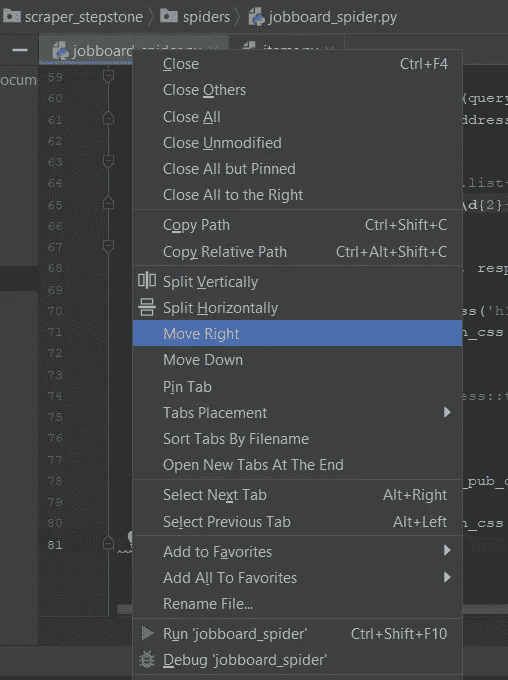 scraper_stepstone spiders jobboard_spider.py
jobboard_spider.py items.py
ocume
59
60 (query
61 ddress
62
63
64 .list-
65 \d{2}
66
67
68 , resp
69
70 ss('h1
71 n_css
72
73
74 ess::t
75
76
77
78 _pub_d
79
80 n_css
81
Close Ctrl+F4
Close Others
Close All
Close Unmodified
Close All but Pinned
Close All to the Right
Copy Path Ctrl+Shift+C
Copy Relative Path Ctrl+Alt+Shift+C
Split Vertically
Split Horizontally
Move Right
Move Down
Pin Tab
Tabs Placement
Sort Tabs By Filename
Open New Tabs At The End
Select Next Tab Alt+Right
Select Previous Tab Alt+Left
Add to Favorites
Add All To Favorites
Rename File...
Run 'jobboard_spider' Ctrl+Shift+F10
Debug 'jobboard_spider'